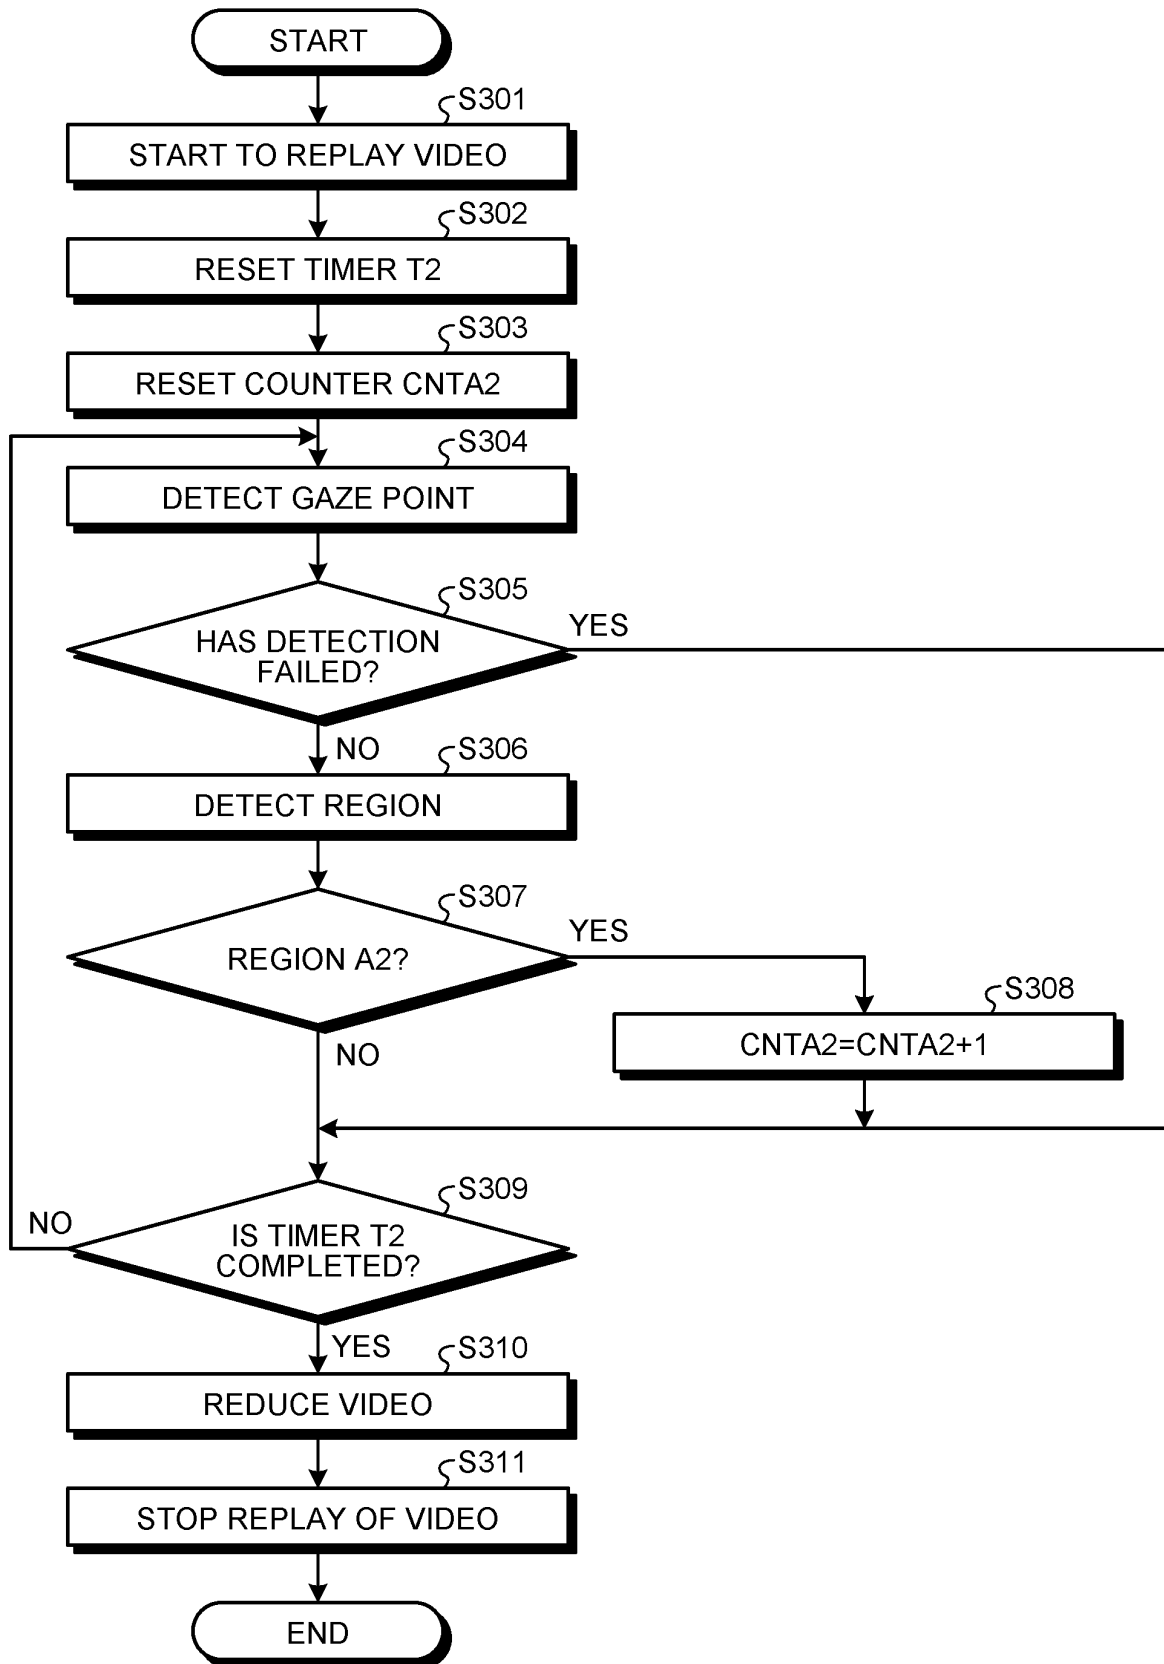 START
S301
START TO REPLAY VIDEO
S302
RESET TIMER T2
S303
RESET COUNTER CNTA2
S304
DETECT GAZE POINT
S305
HAS DETECTION
FAILED?
YES
NO
S306
DETECT REGION
S307
REGION A2?
YES
NO
S308
CNTA2=CNTA2+1
S309
IS TIMER T2
COMPLETED?
NO
YES
S310
REDUCE VIDEO
S311
STOP REPLAY OF VIDEO
END